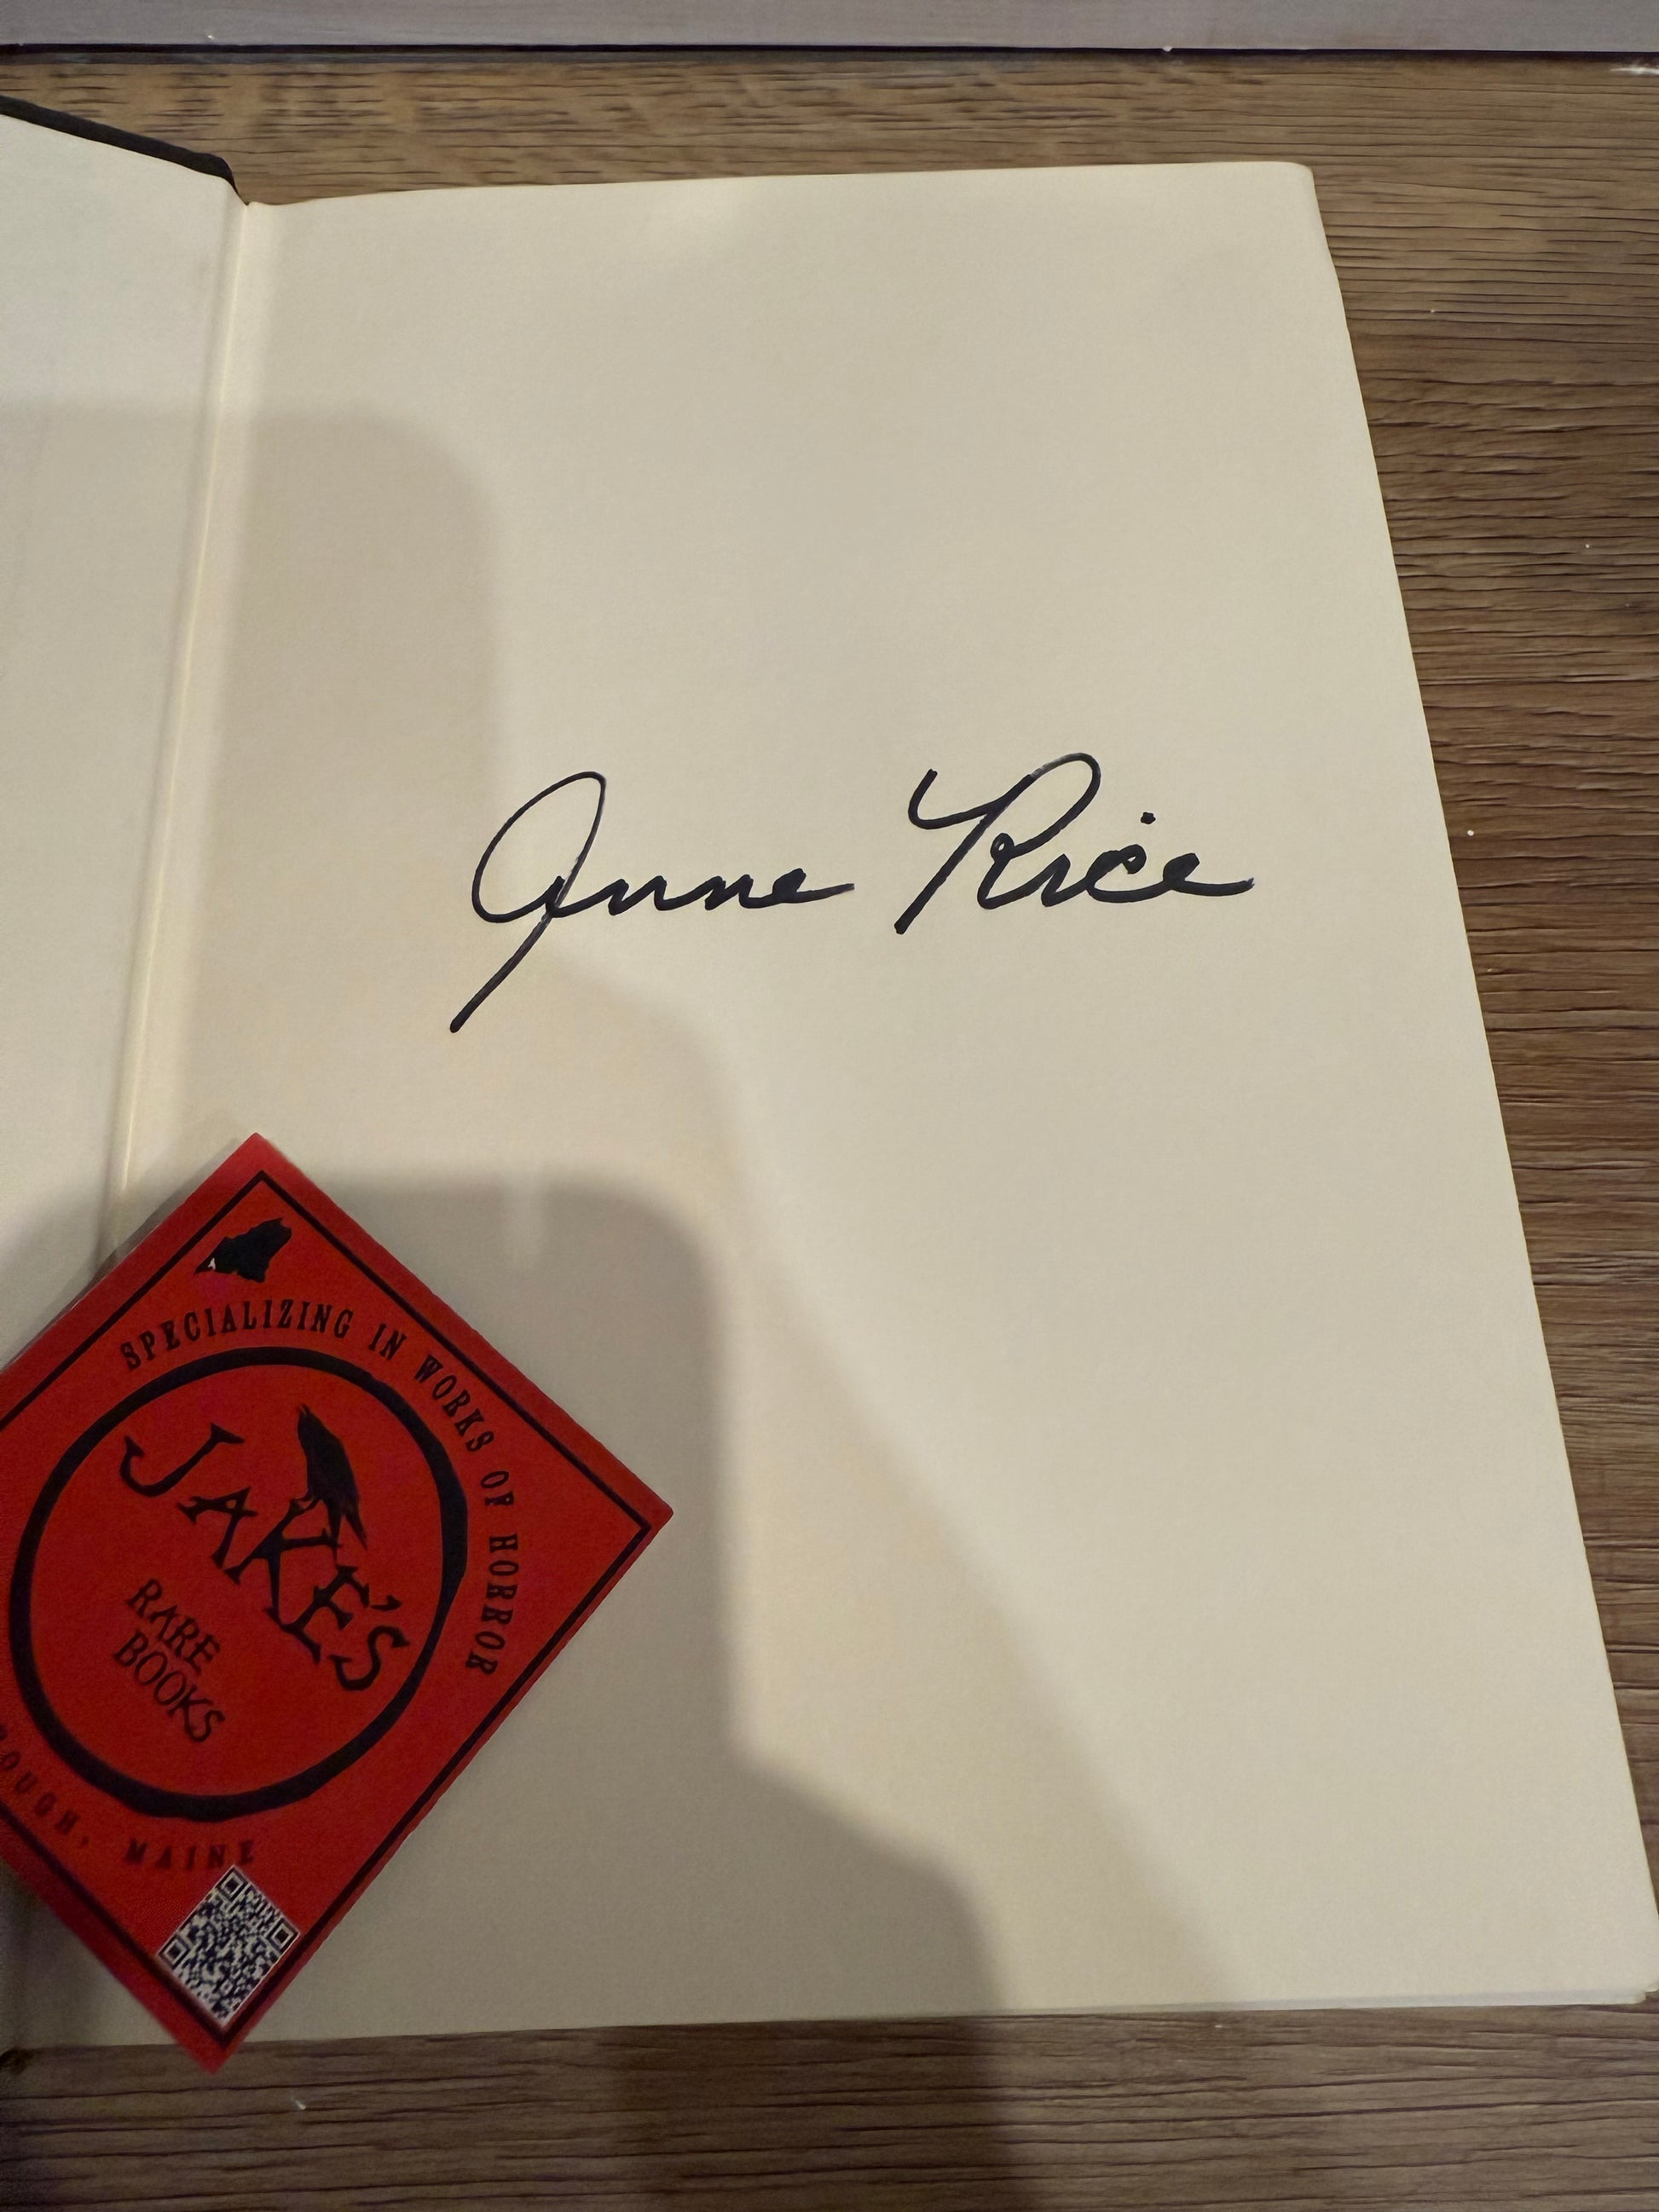 Anne Rice
SPECIALIZING IN WORKS OF HORROR
JAKE'S
RARE
BOOKS
MAINE